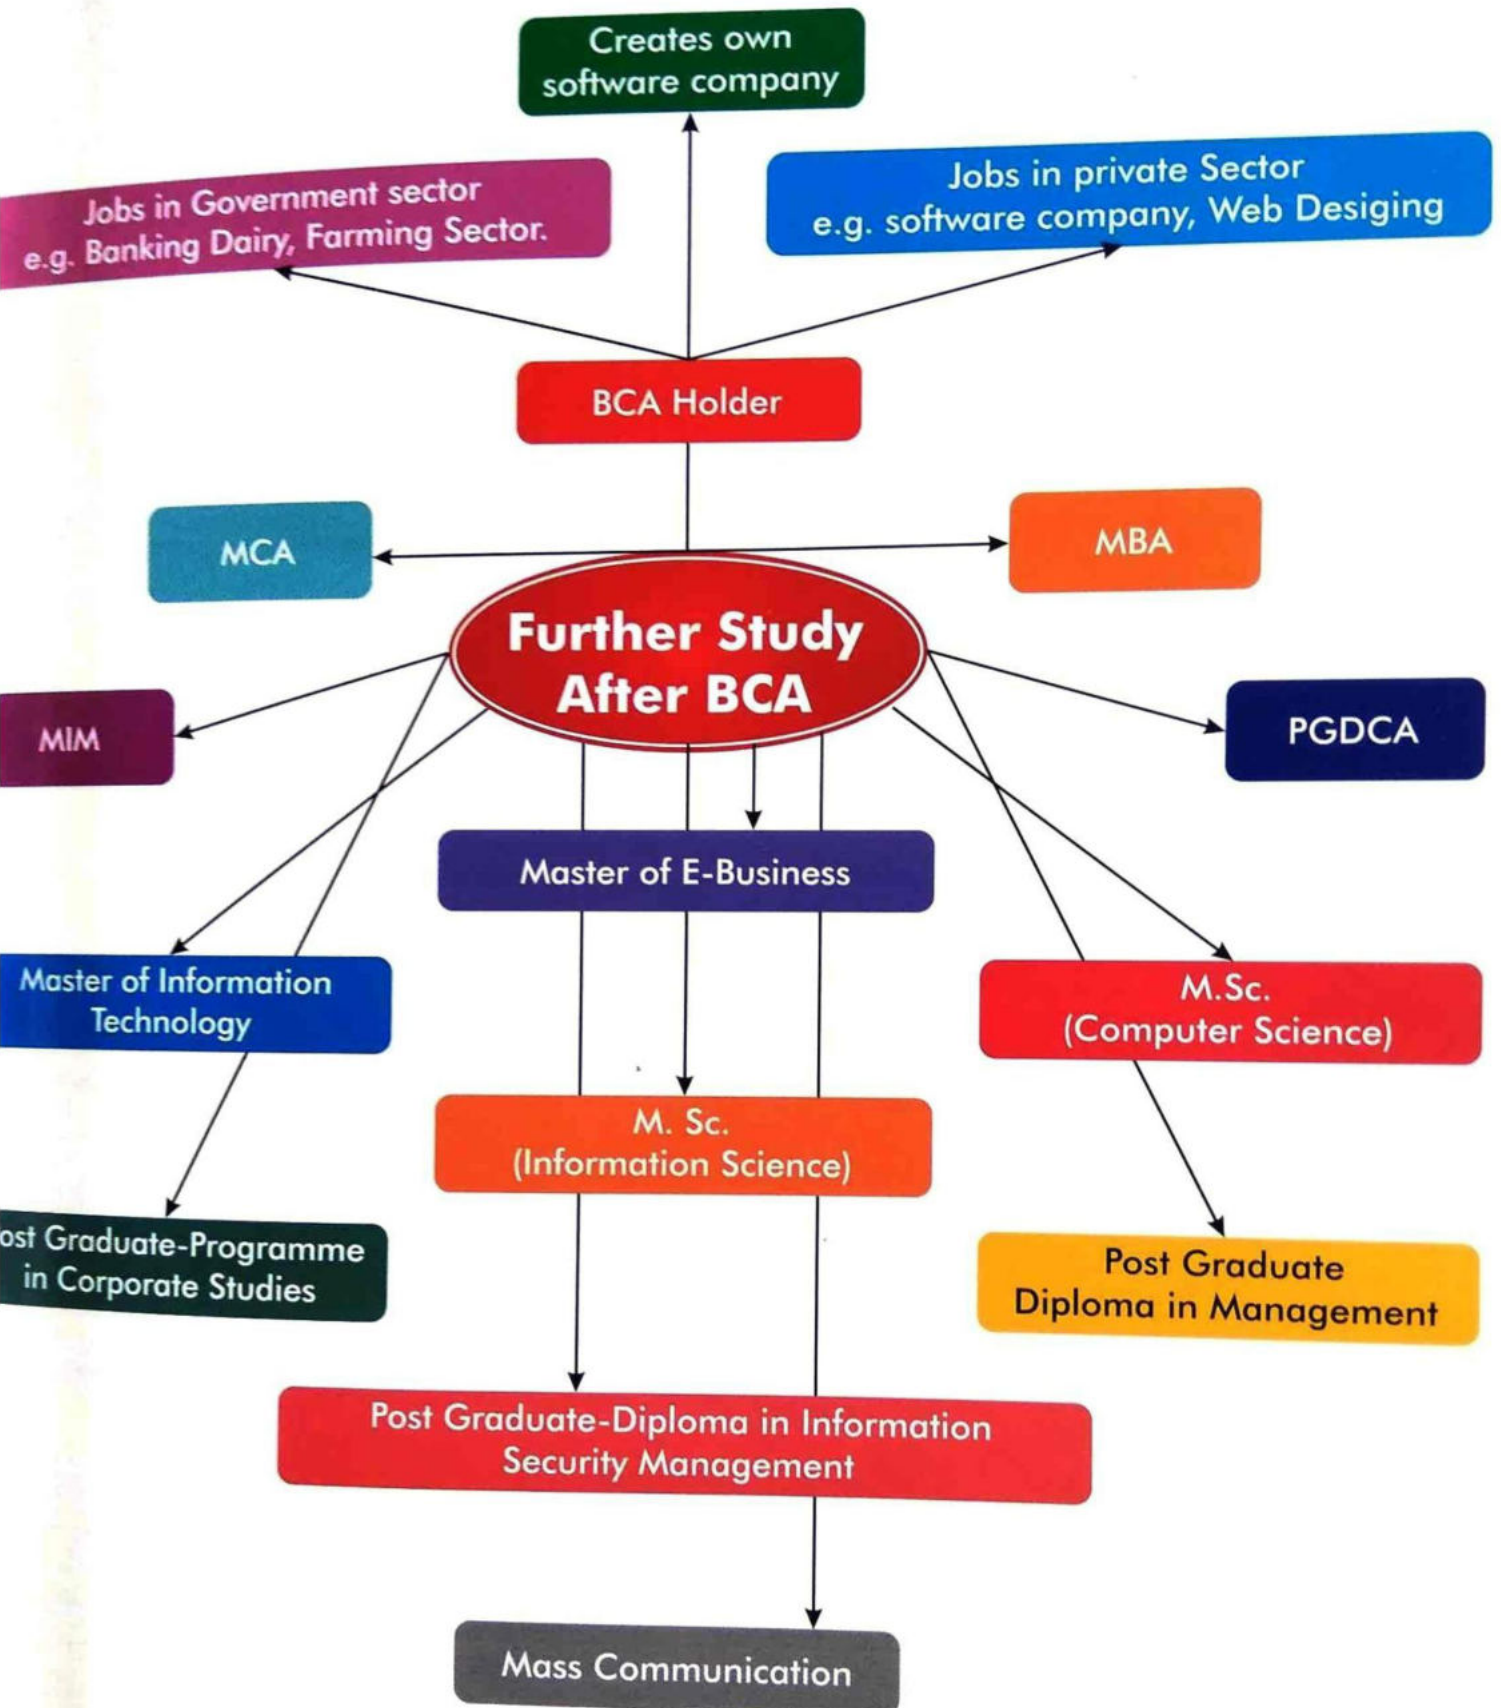 Creates own
software company
Jobs in Government sector
e.g. Banking Dairy, Farming Sector.
Jobs in private Sector
e.g. software company, Web Desiging
BCA Holder
MCA
MBA
Further Study
After BCA
MIM
PGDCA
Master of E-Business
Master of Information
Technology
M.Sc.
(Computer Science)
M. Sc.
(Information Science)
ost Graduate-Programme
in Corporate Studies
Post Graduate
Diploma in Management
Post Graduate-Diploma in Information
Security Management
Mass Communication